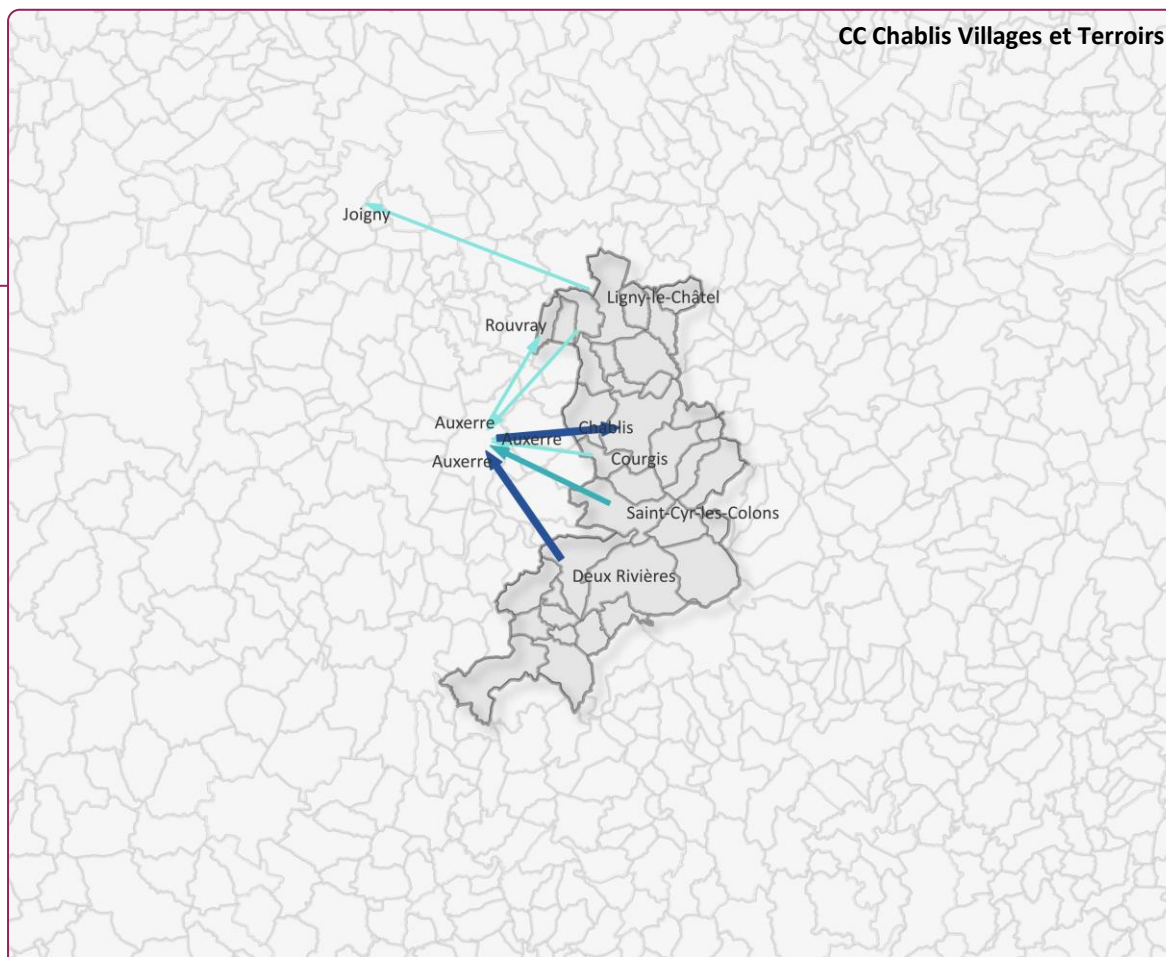 CC Chablis Villages et Terroirs
Joigny
Ligny-le-Châtel
Rouvray
Auxerre
Chablis
Auxerre
Auxerre
Courgis
Saint-Cyr-les-Colons
Deux Rivières